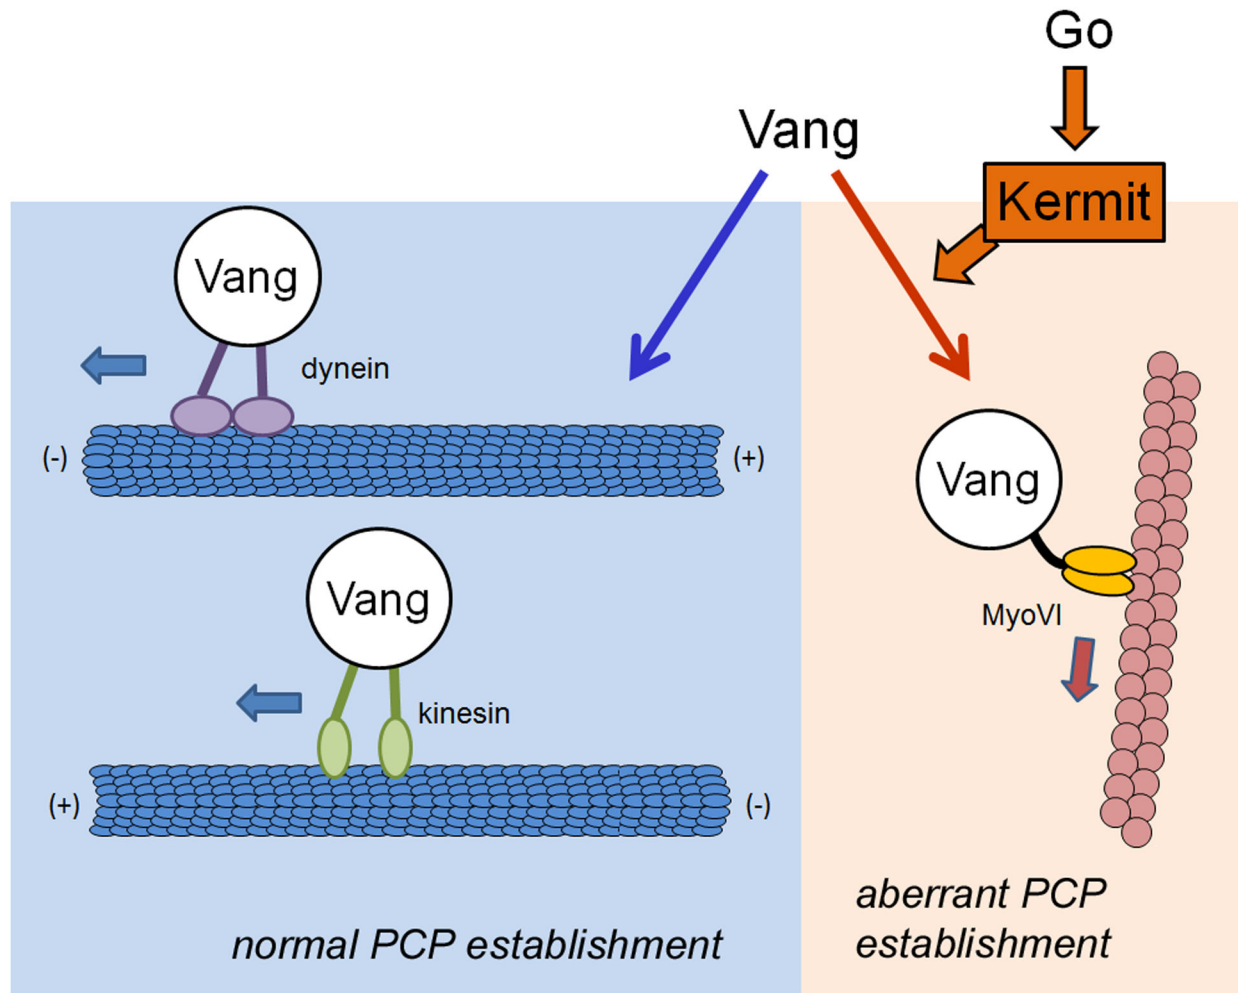 Go
Vang
Kermit
Vang
dynein
(-)
(+)
Vang
kinesin
(+)
(-)
normal PCP establishment
Vang
MyoVI
aberrant PCP
establishment